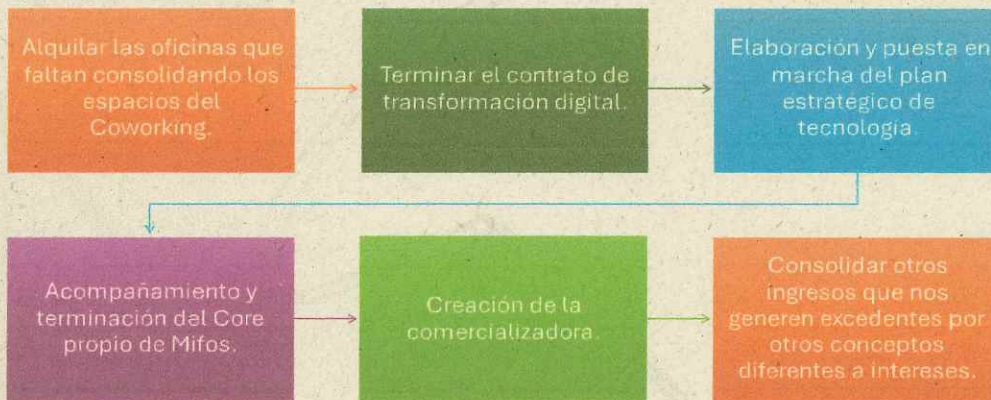 Alquilar las oficinas que
faltan consolidando los
espacios del
Coworking.
Terminar el contrato de
transformación digital.
Elaboración y puesta en
marcha del plan
estratégico de
tecnología.
Acompañamiento y
terminación del Core
propio de Mifos.
Creación de la
comercializadora.
Consolidar otros
ingresos que nos
generen excedentes por
otros conceptos
diferentes a intereses.